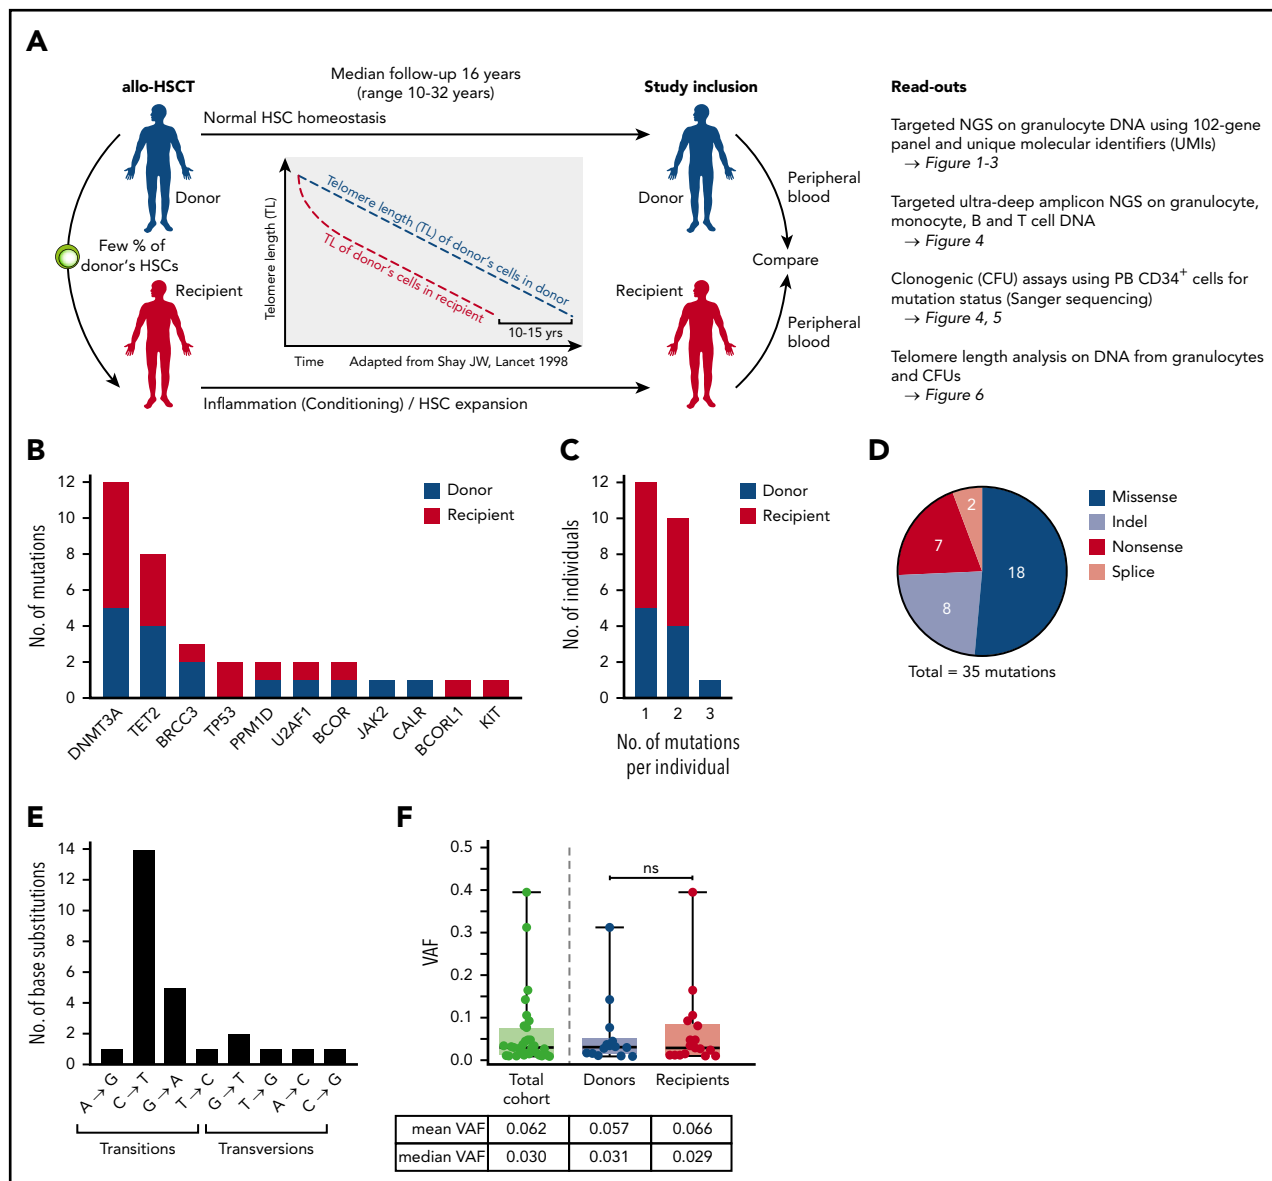 A
allo-HSCT
Median follow-up 16 years
(range 10-32 years)
Study inclusion
Read-outs
Normal HSC homeostasis
Donor
Few % of
donor's HSCs
Recipient
Telomere length (TL)
Telomere length (TL) of donor's cells in donor
TL of donor's cells in recipient
10-15 yrs
Time
Adapted from Shay JW, Lancet 1998
Inflammation (Conditioning) / HSC expansion
Donor
Recipient
Peripheral
blood
Compare
Peripheral
blood
Targeted NGS on granulocyte DNA using 102-gene
panel and unique molecular identifiers (UMIs)
→ Figure 1-3
Targeted ultra-deep amplicon NGS on granulocyte,
monocyte, B and T cell DNA
→ Figure 4
Clonogenic (CFU) assays using PB CD34+ cells for
mutation status (Sanger sequencing)
→ Figure 4, 5
Telomere length analysis on DNA from granulocytes
and CFUs
→ Figure 6
B
No. of mutations
12
10
8
6
4
2
0
Donor
Recipient
DNMT3A
TET2
BRCC3
TP53
PPM1D
U2AF1
BCOR
JAK2
CALR
BCORL1
KIT
C
No. of individuals
12
10
8
6
4
2
0
Donor
Recipient
1 2 3
No. of mutations
per individual
D
2
7
18
8
Missense
Indel
Nonsense
Splice
Total = 35 mutations
E
No. of base substitutions
14
12
10
8
6
4
2
0
A → G
C → T
G → A
T → C
G → T
T → G
A → C
C → G
Transitions
Transversions
F
VAF
0.5
0.4
0.3
0.2
0.1
0.0
ns
Total
cohort
Donors
Recipients
mean VAF 0.062 0.057 0.066
median VAF 0.030 0.031 0.029